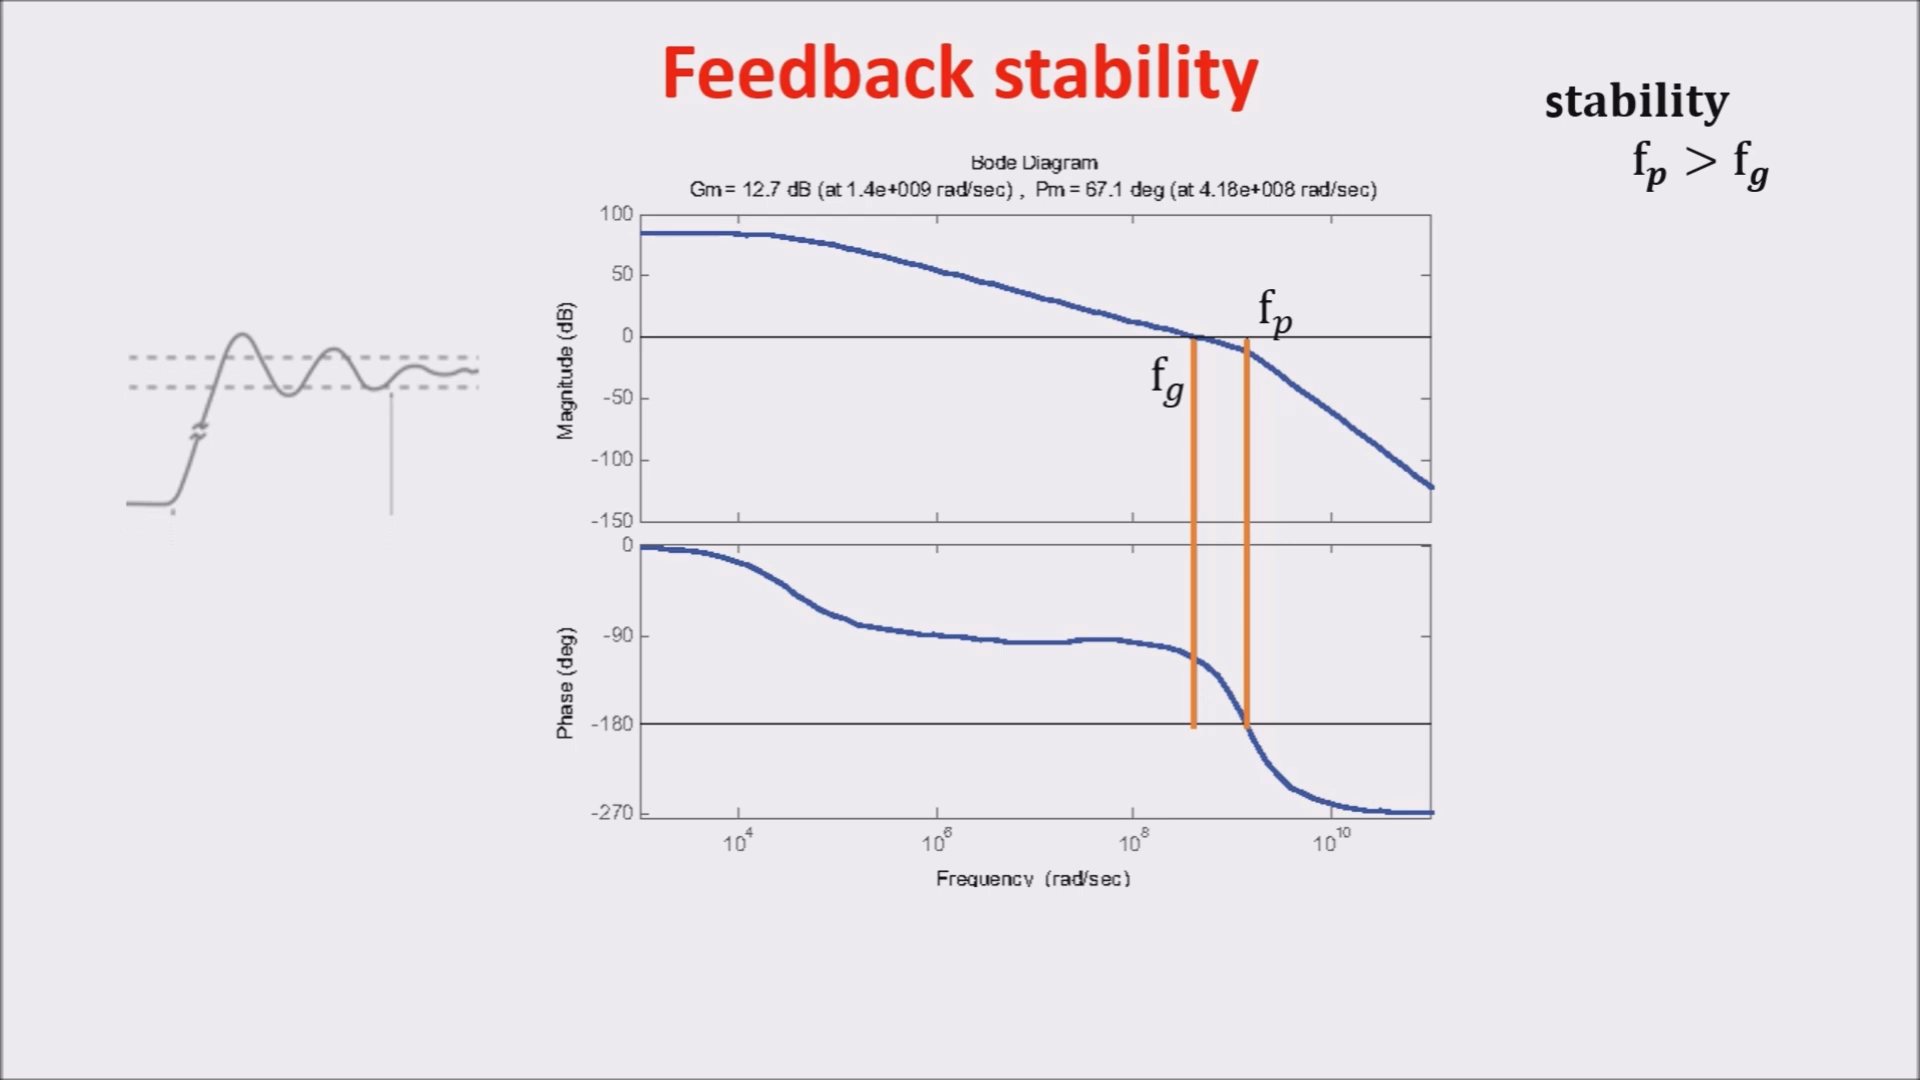 Feedback stability
stability
f_p > f_g
Bode Diagram
Gm = 12.7 dB (at 1.4e+009 rad/sec) , Pm = 67.1 deg (at 4.18e+008 rad/sec)
100
50
0
-50
-100
-150
Magnitude (dB)
f_p
f_g
0
-90
-180
-270
Phase (deg)
10^4 10^6 10^8 10^10
Frequency (rad/sec)